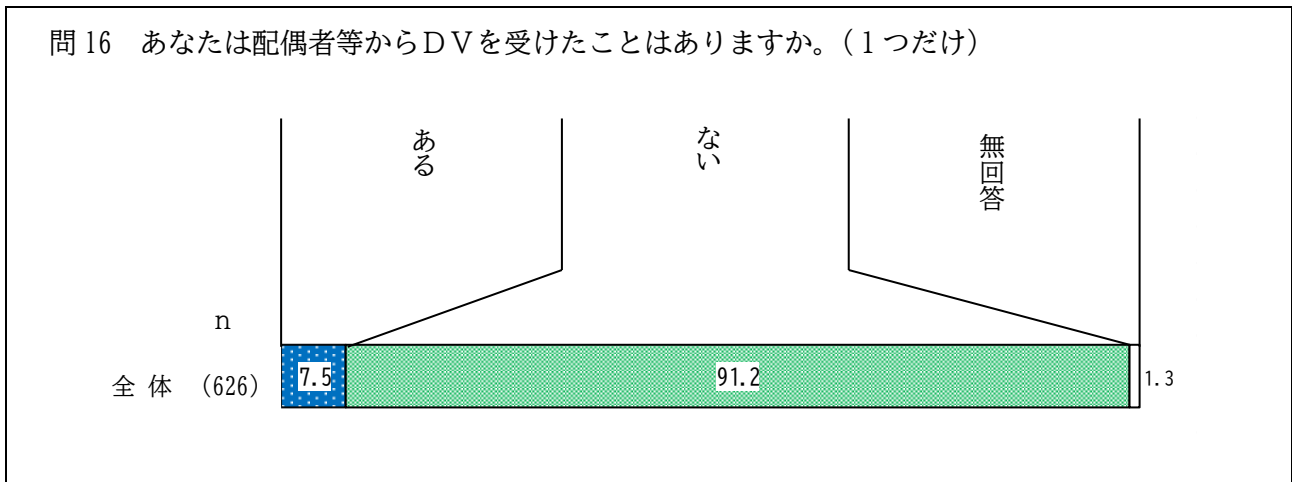 問16 あなたは配偶者等からＤＶを受けたことはありますか。（１つだけ）
ある
ない
無回答
ｎ
全 体 (626)
7.5
91.2
1.3